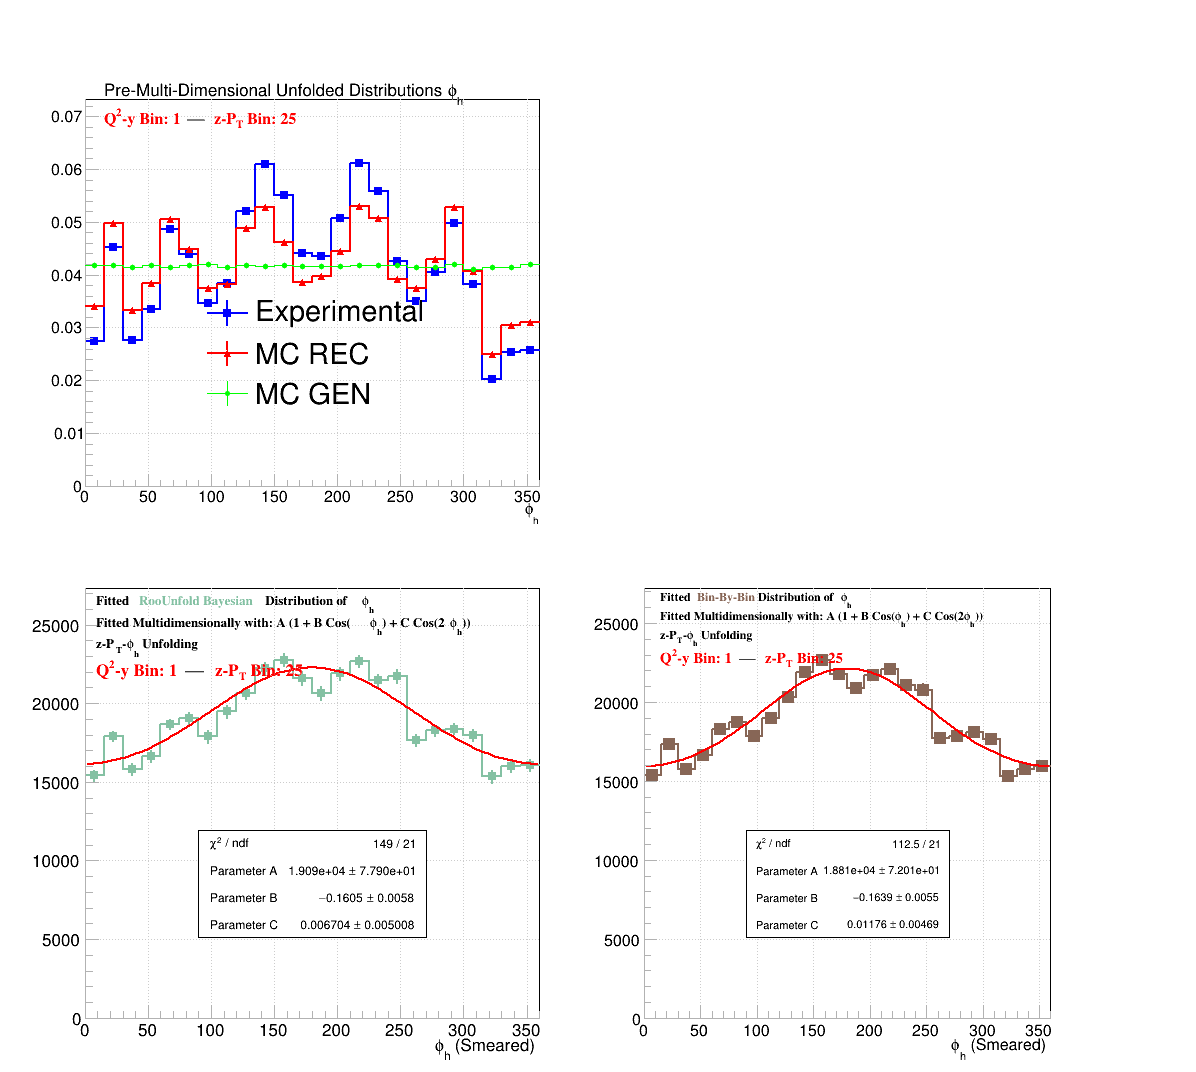 Pre-Multi-Dimensional Unfolded Distributions ϕh
Q²-y Bin: 1 — z-PT Bin: 25
0.07
0.06
0.05
0.04
0.03
0.02
0.01
0
Experimental
MC REC
MC GEN
0 50 100 150 200 250 300 350
ϕh
Fitted RooUnfold Bayesian Distribution of ϕh
Fitted Multidimensionally with: A (1 + B Cos( ϕh) + C Cos(2 ϕh))
z-PT-ϕh Unfolding
Q²-y Bin: 1 — z-PT Bin: 25
25000
20000
15000
10000
5000
0
χ² / ndf 149 / 21
Parameter A 1.909e+04 ± 7.790e+01
Parameter B −0.1605 ± 0.0058
Parameter C 0.006704 ± 0.005008
0 50 100 150 200 250 300 350
ϕh (Smeared)
Fitted Bin-By-Bin Distribution of ϕh
Fitted Multidimensionally with: A (1 + B Cos(ϕh) + C Cos(2ϕh))
z-PT-ϕh Unfolding
Q²-y Bin: 1 — z-PT Bin: 25
25000
20000
15000
10000
5000
0
χ² / ndf 112.5 / 21
Parameter A 1.881e+04 ± 7.201e+01
Parameter B −0.1639 ± 0.0055
Parameter C 0.01176 ± 0.00469
0 50 100 150 200 250 300 350
ϕh (Smeared)